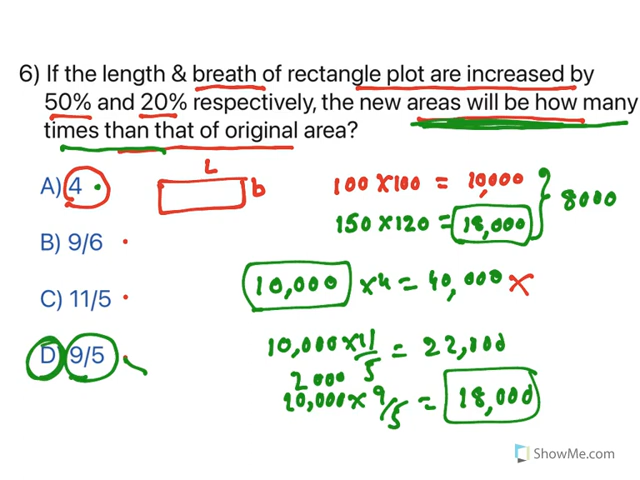 6) If the length & breath of rectangle plot are increased by
50% and 20% respectively, the new areas will be how many
times than that of original area?
A) 4
L
b
100 x 100 = 10,000
150 x 120 = 18,000
8000
B) 9/6
10,000 x 4 = 40,000 x
C) 11/5
10,000 x 11/5 = 22,000
D) 9/5
2000
10,000 x 9/5 = 18,000
ShowMe.com